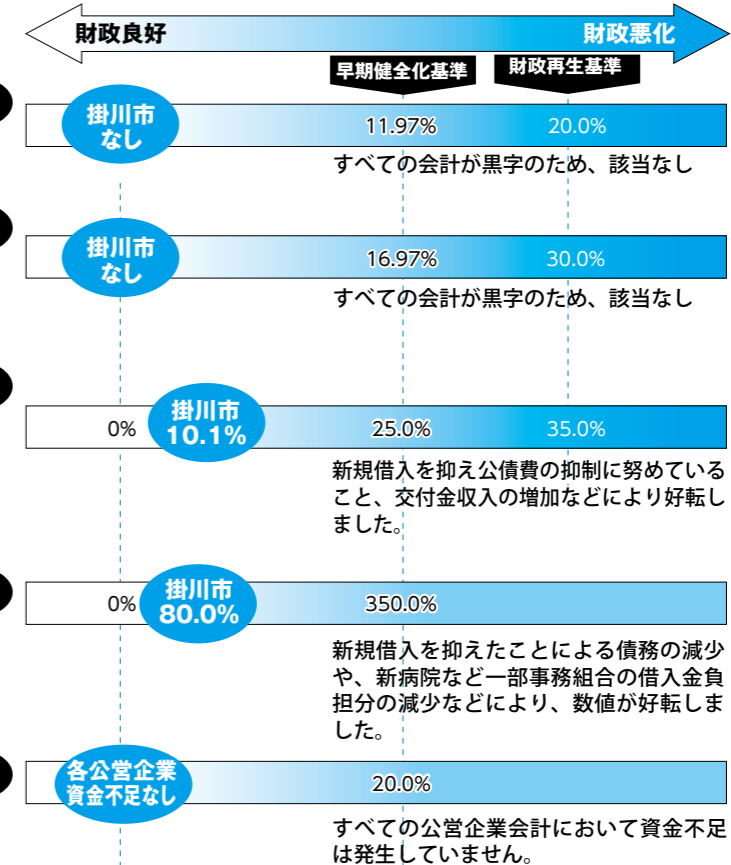 財政良好
財政悪化
早期健全化基準
財政再生基準
掛川市
なし
11.97%
20.0%
すべての会計が黒字のため、該当なし
掛川市
なし
16.97%
30.0%
すべての会計が黒字のため、該当なし
0%
掛川市
10.1%
25.0%
35.0%
新規借入を抑え公債費の抑制に努めている
こと、交付金収入の増加などにより好転し
ました。
0%
掛川市
80.0%
350.0%
新規借入を抑えたことによる債務の減少
や、新病院など一部事務組合の借入金負
担分の減少などにより、数値が好転しま
した。
各公営企業
資金不足なし
20.0%
すべての公営企業会計において資金不足
は発生していません。